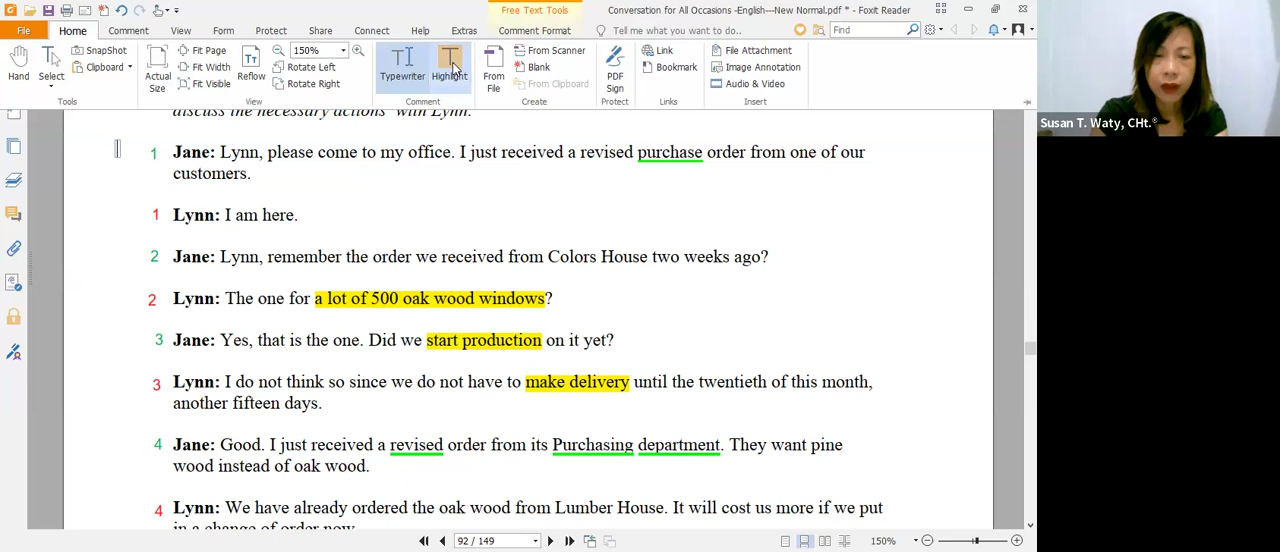 Free Text Tools
Conversation for All Occasions -English---New Normal.pdf * - Foxit Reader
File
Home
Comment
View
Form
Protect
Share
Connect
Help
Extras
Comment Format
Tell me what you want to do..
Find
Hand
Select
SnapShot
Clipboard
Tools
Actual Size
Fit Page
Fit Width
Fit Visible
Reflow
150%
Rotate Left
Rotate Right
View
Typewriter
Highlight
Comment
From File
From Scanner
Blank
From Clipboard
Create
PDF Sign
Protect
Link
Bookmark
Links
File Attachment
Image Annotation
Audio & Video
Insert
Susan T. Waty, CHt.®
discuss the necessary actions with Lynn.
1 Jane: Lynn, please come to my office. I just received a revised purchase order from one of our
customers.
1 Lynn: I am here.
2 Jane: Lynn, remember the order we received from Colors House two weeks ago?
2 Lynn: The one for a lot of 500 oak wood windows?
3 Jane: Yes, that is the one. Did we start production on it yet?
3 Lynn: I do not think so since we do not have to make delivery until the twentieth of this month,
another fifteen days.
4 Jane: Good. I just received a revised order from its Purchasing department. They want pine
wood instead of oak wood.
4 Lynn: We have already ordered the oak wood from Lumber House. It will cost us more if we put
in a change of order now.
92 / 149
150%